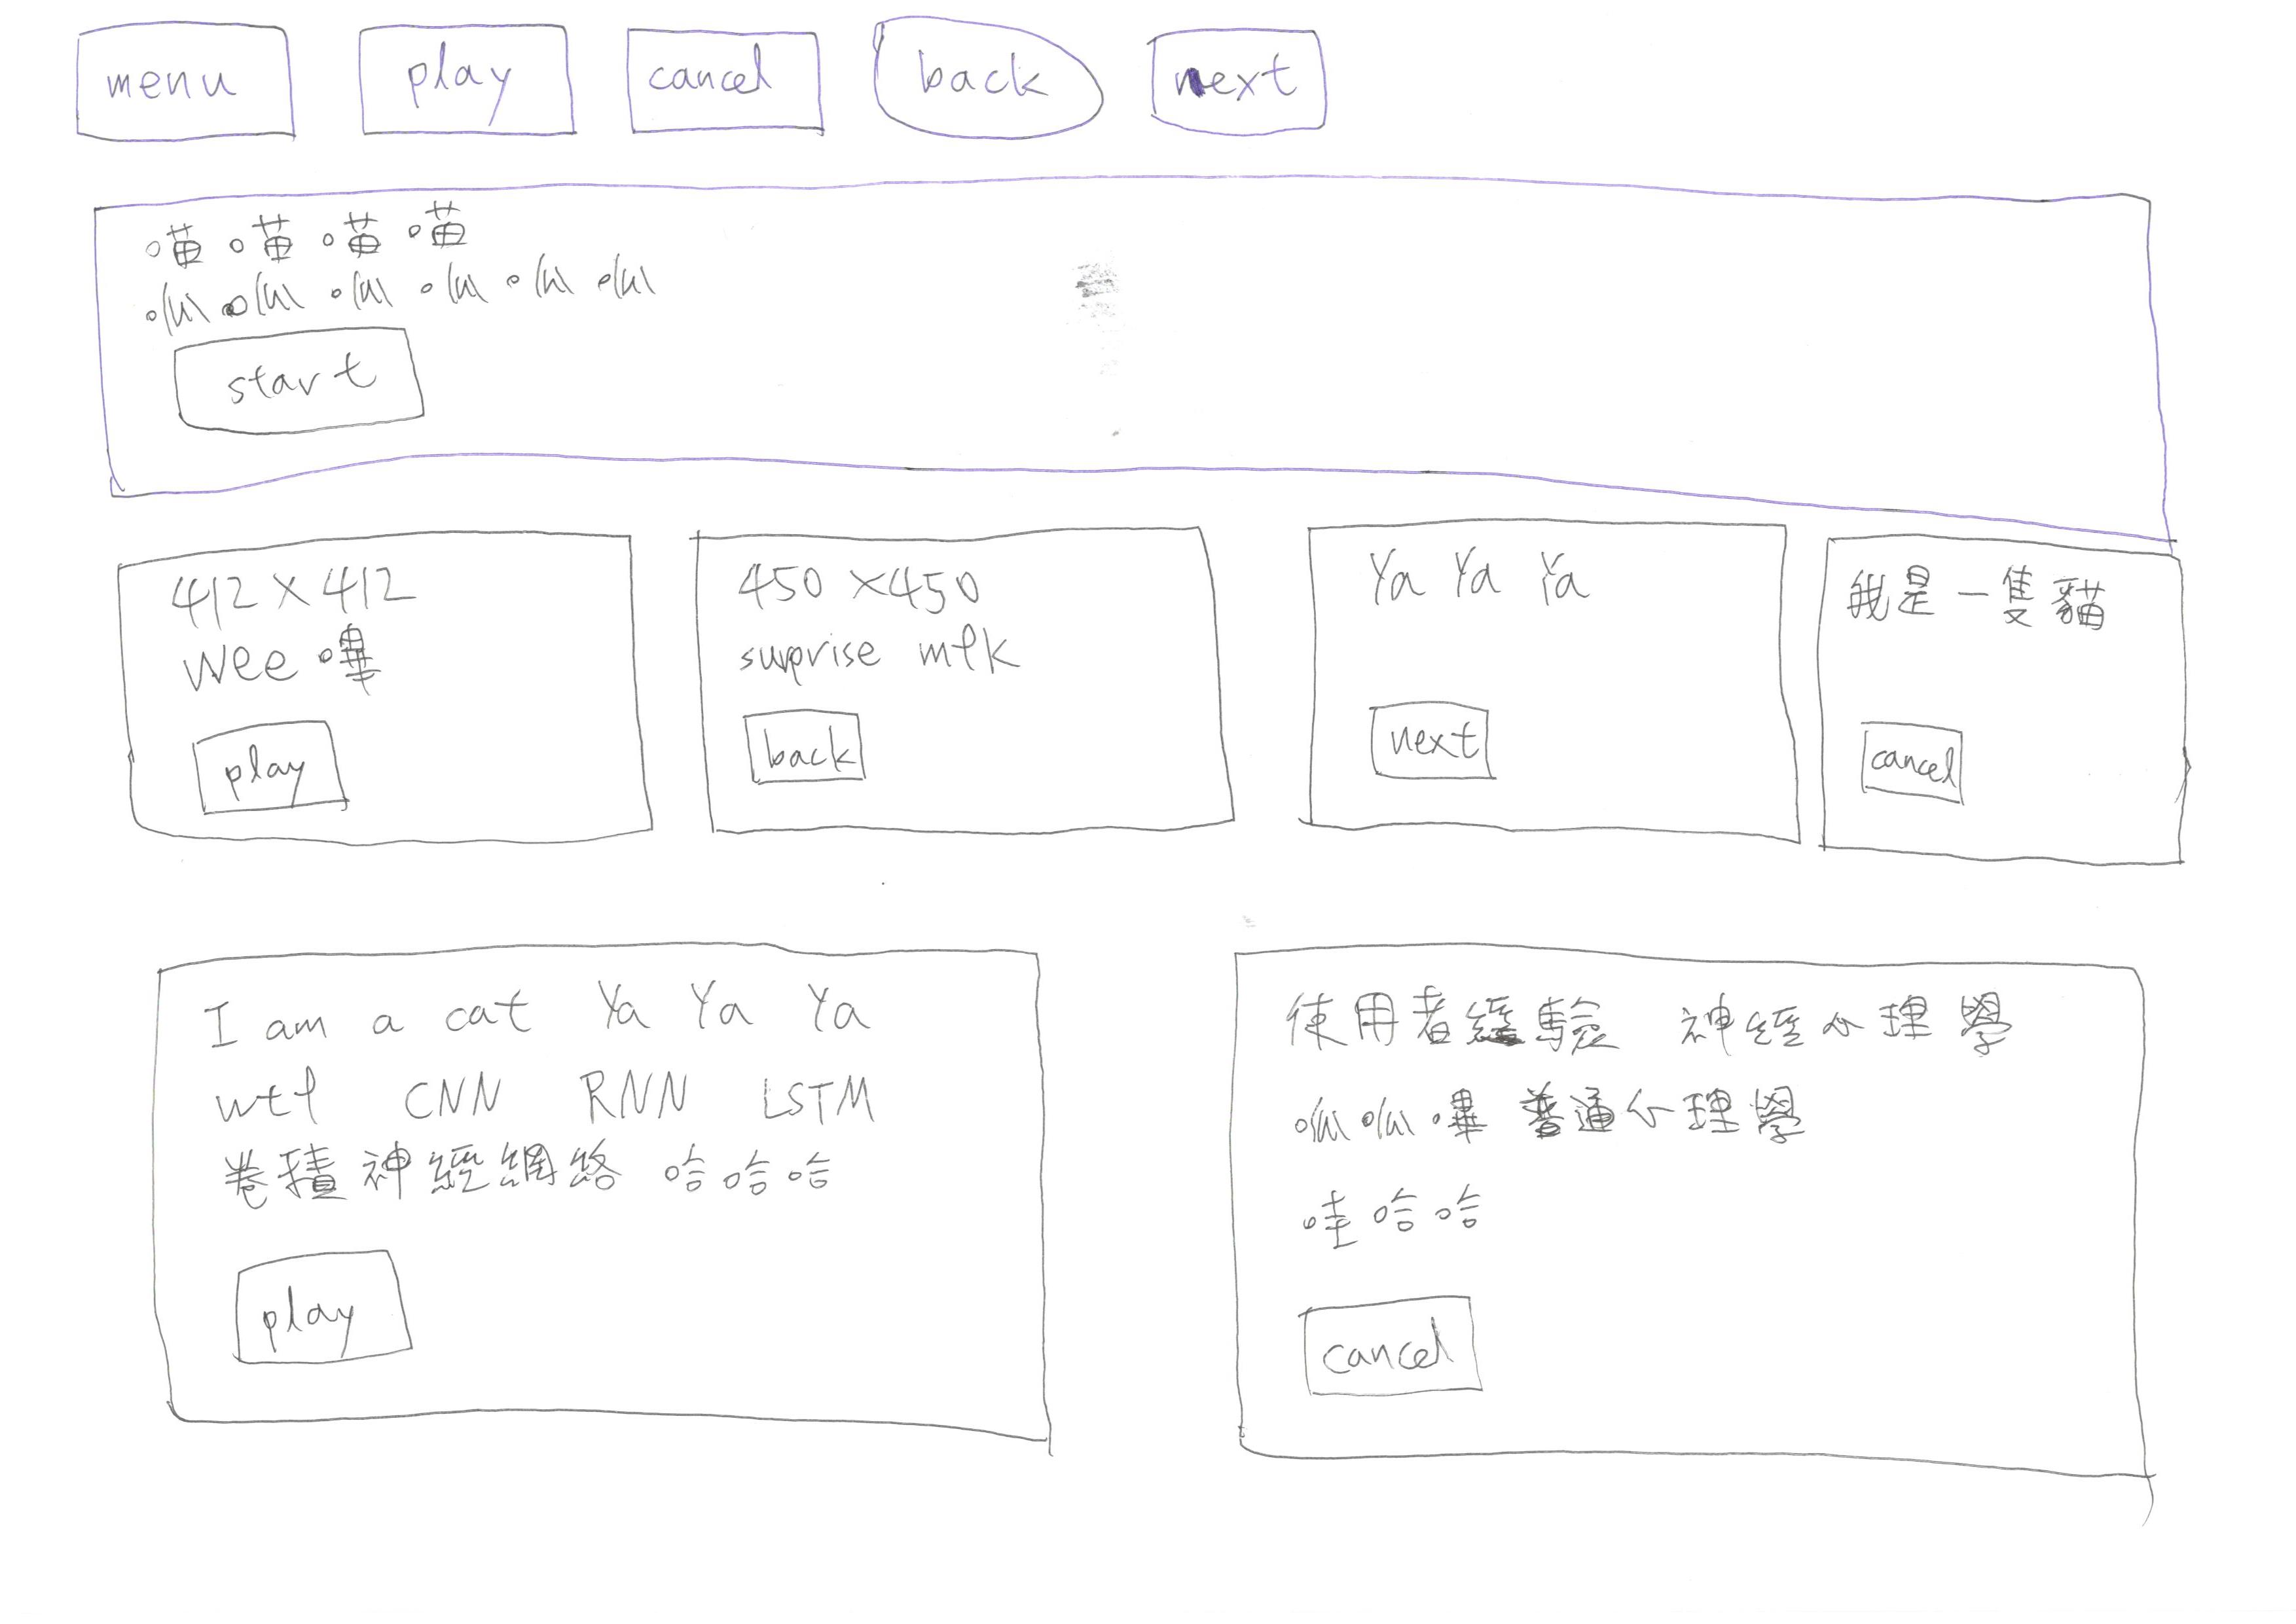 menu play cancel back next
喵喵喵喵
呱呱呱呱呱呱
start
412 x 412
wee 嗶
play
450 x 450
surprise
back
Ya Ya Ya
next
我是一隻貓
cancel
I am a cat Ya Ya Ya
wtf CNN RNN LSTM
卷積神經網路 哈哈哈
play
使用者經驗 神經心理學
呱呱嗶 普通心理學
哇哈哈
cancel